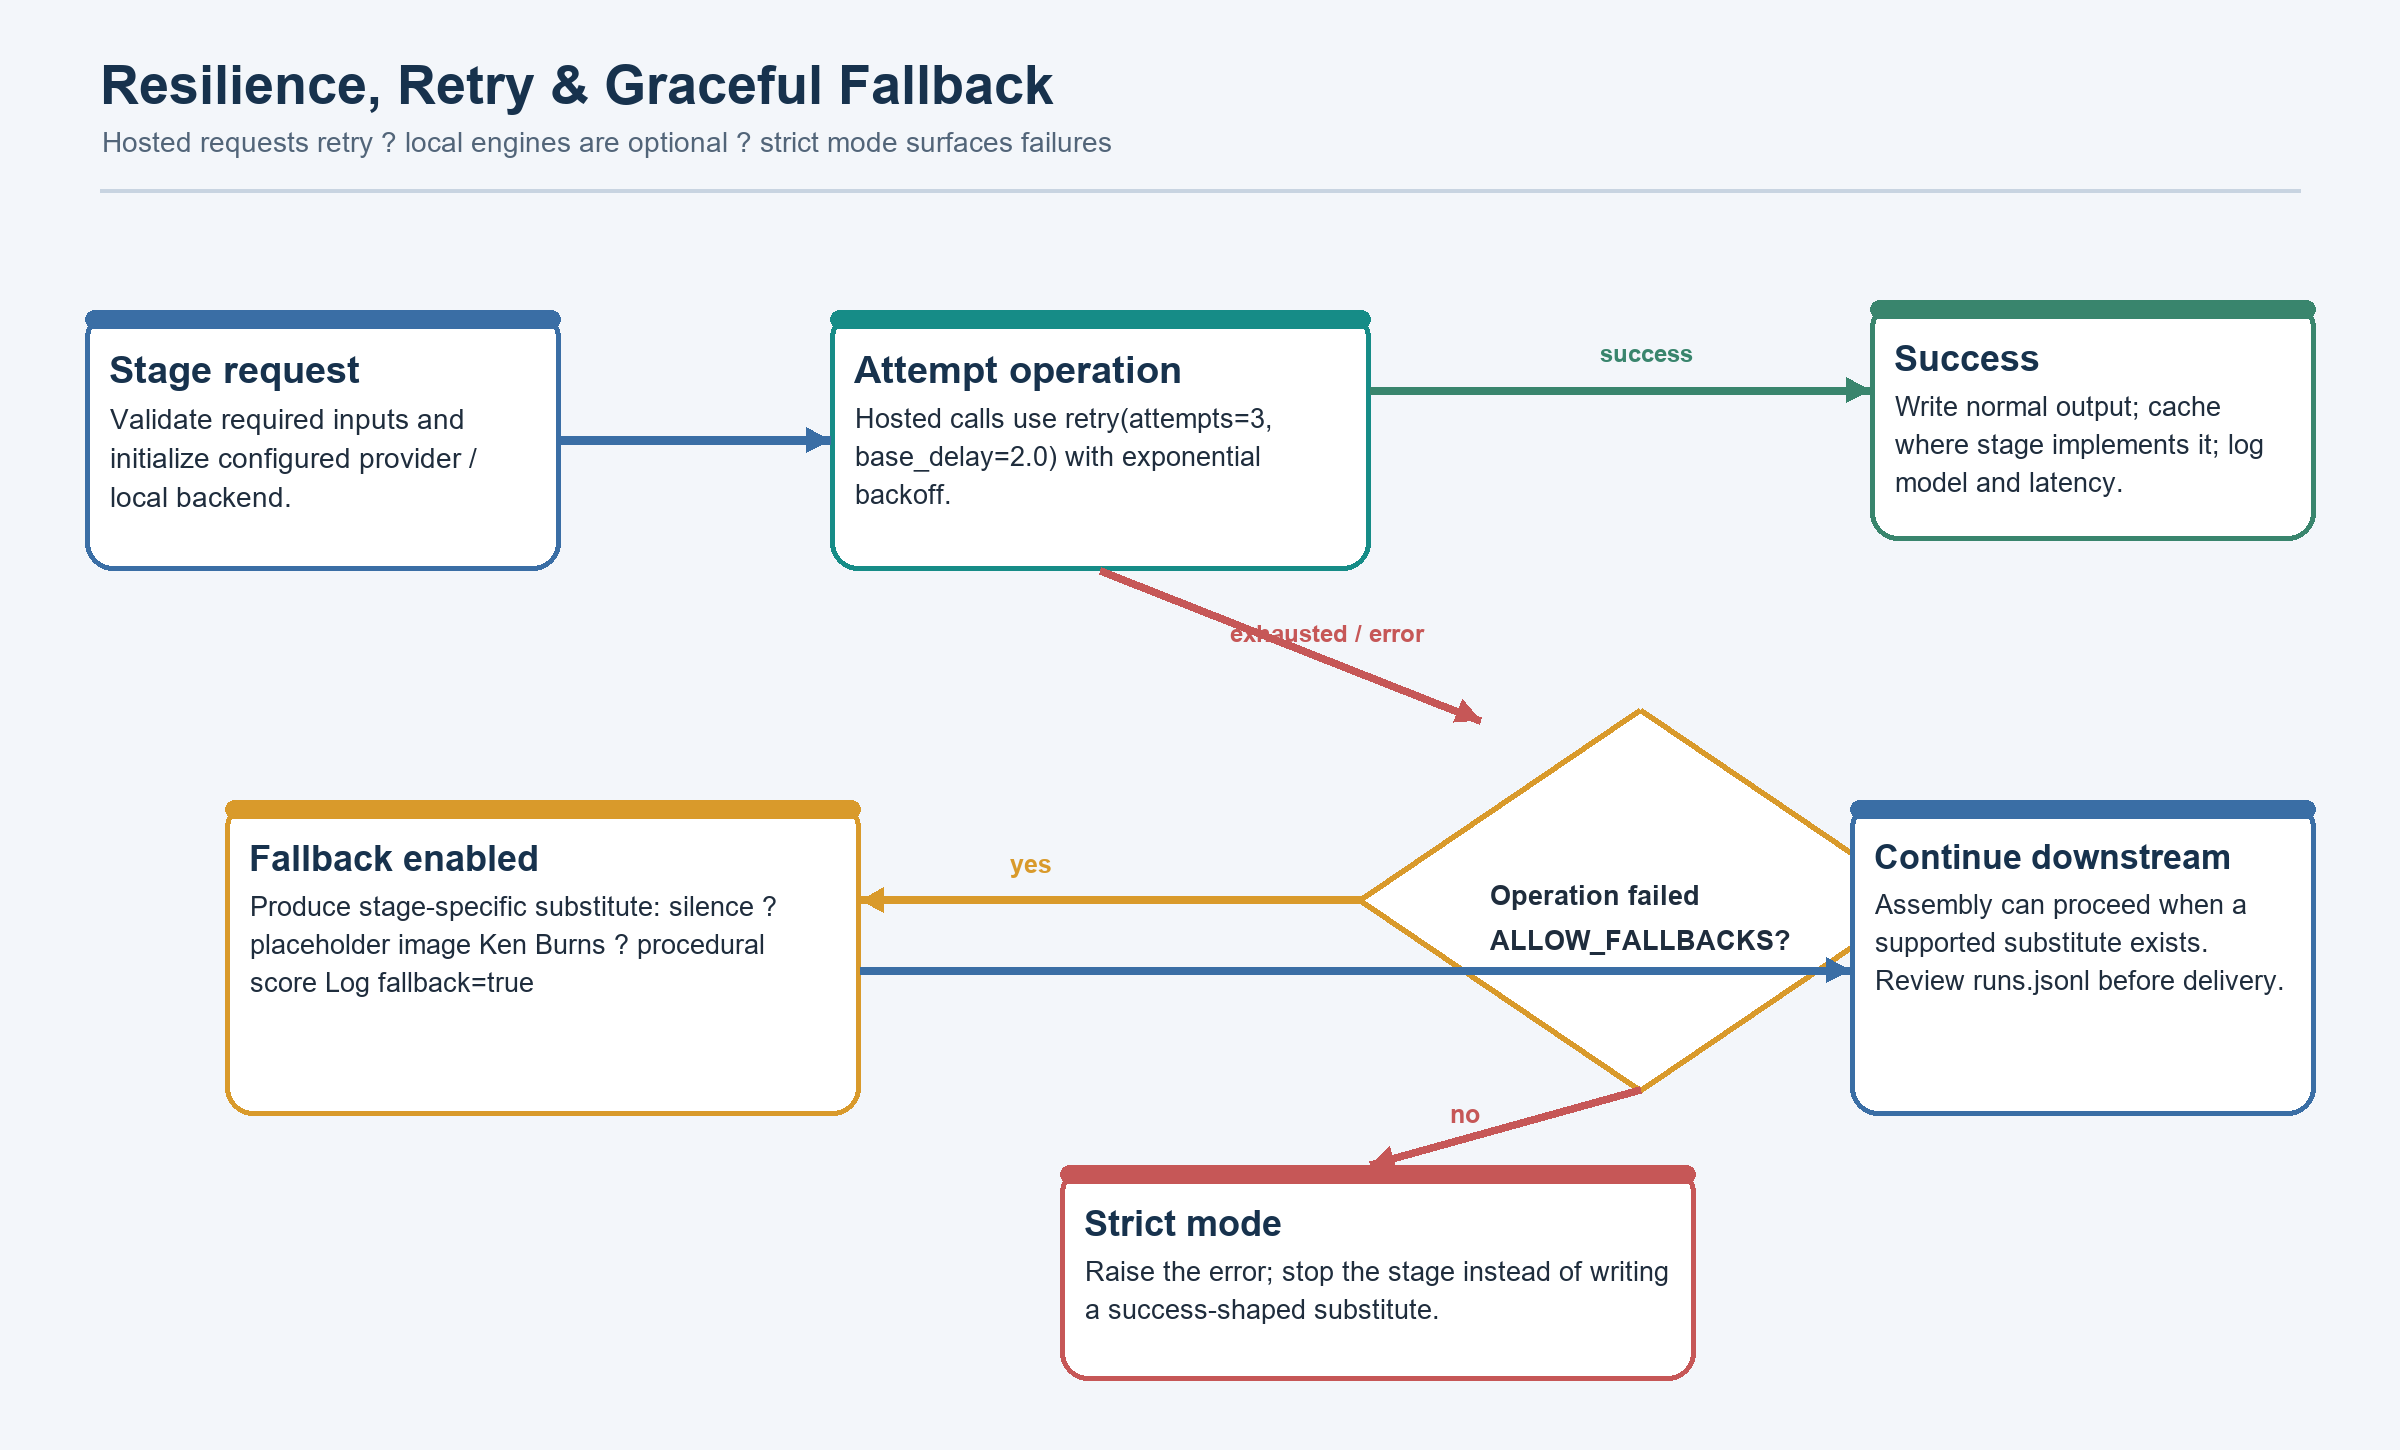 Resilience, Retry & Graceful Fallback
Hosted requests retry ? local engines are optional ? strict mode surfaces failures
Stage request
Validate required inputs and
initialize configured provider /
local backend.
Attempt operation
Hosted calls use retry(attempts=3,
base_delay=2.0) with exponential
backoff.
success
Success
Write normal output; cache
where stage implements it; log
model and latency.
exhausted / error
Fallback enabled
Produce stage-specific substitute: silence ?
placeholder image Ken Burns ? procedural
score Log fallback=true
yes
Operation failed
ALLOW_FALLBACKS?
Continue downstream
Assembly can proceed when a
supported substitute exists.
Review runs.jsonl before delivery.
no
Strict mode
Raise the error; stop the stage instead of writing
a success-shaped substitute.